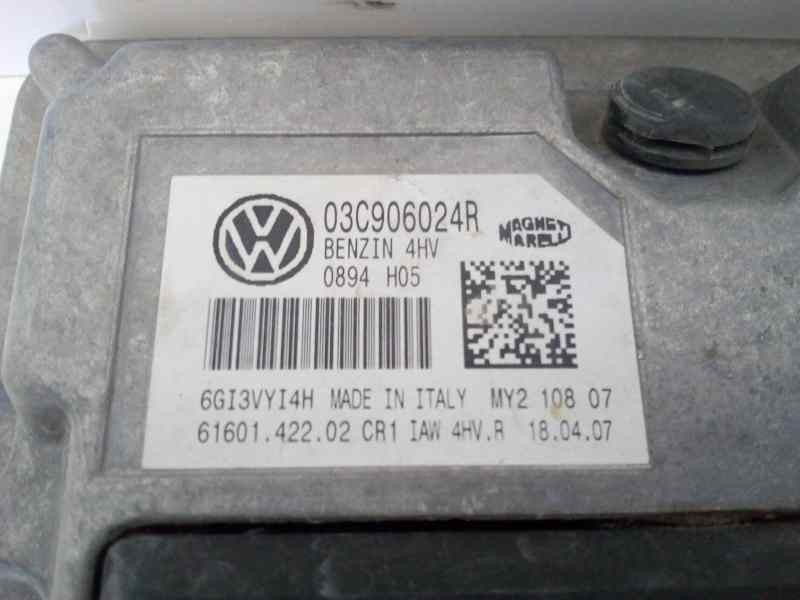 VW
03C906024R
MAGNETI MARELLI
BENZIN 4HV
0894 H05
6GI3VYI4H MADE IN ITALY MY2 108 07
61601.422.02 CR1 IAW 4HV.R 18.04.07